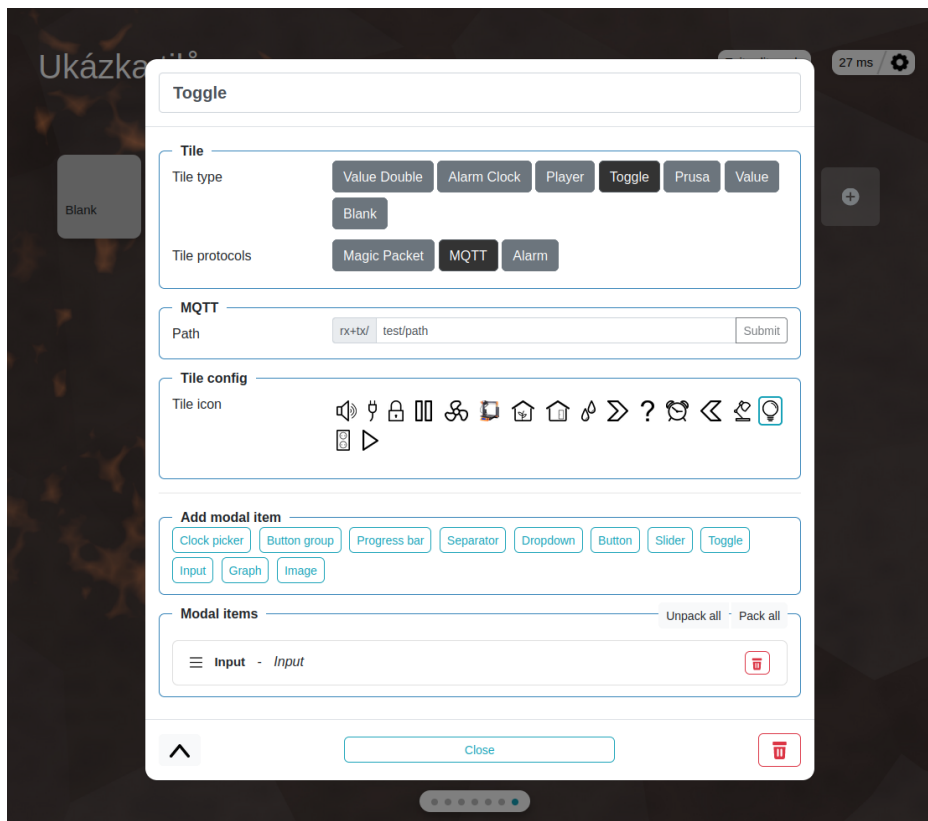 Ukázka
27 ms
Toggle
Tile
Tile type
Value Double Alarm Clock Player Toggle Prusa Value
Blank
Blank
Tile protocols
Magic Packet MQTT Alarm
MQTT
Path
rx+tx/ test/path Submit
Tile config
Tile icon
Add modal item
Clock picker Button group Progress bar Separator Dropdown Button Slider Toggle
Input Graph Image
Modal items
Unpack all Pack all
Input - Input
Close